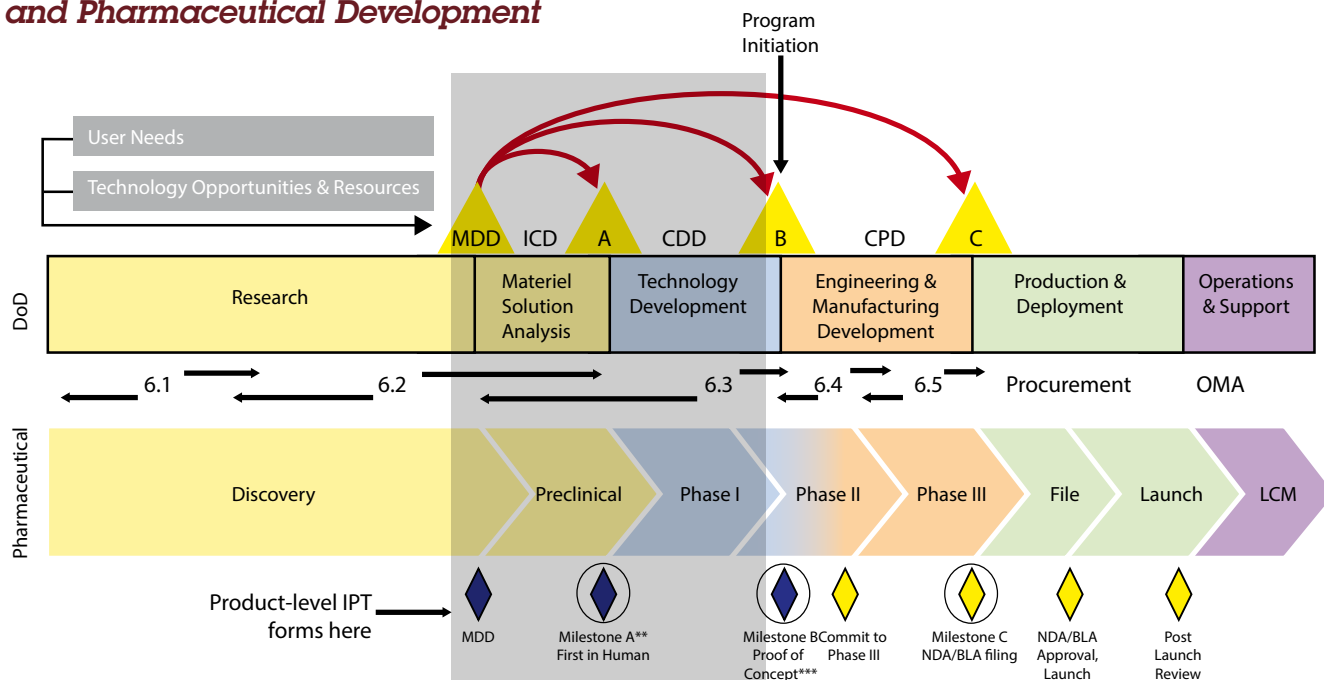 and Pharmaceutical Development
Program
Initiation
User Needs
Technology Opportunities & Resources
MDD
ICD
A
CDD
B
CPD
C
DoD
Research
Materiel
Solution
Analysis
Technology
Development
Engineering &
Manufacturing
Development
Production &
Deployment
Operations
& Support
6.1
6.2
6.3
6.4
6.5
Procurement
OMA
Pharmaceutical
Discovery
Preclinical
Phase I
Phase II
Phase III
File
Launch
LCM
Product-level IPT
forms here
MDD
Milestone A**
First in Human
Milestone B
Proof of
Concept***
Commit to
Phase III
Milestone C
NDA/BLA filing
NDA/BLA
Approval,
Launch
Post
Launch
Review